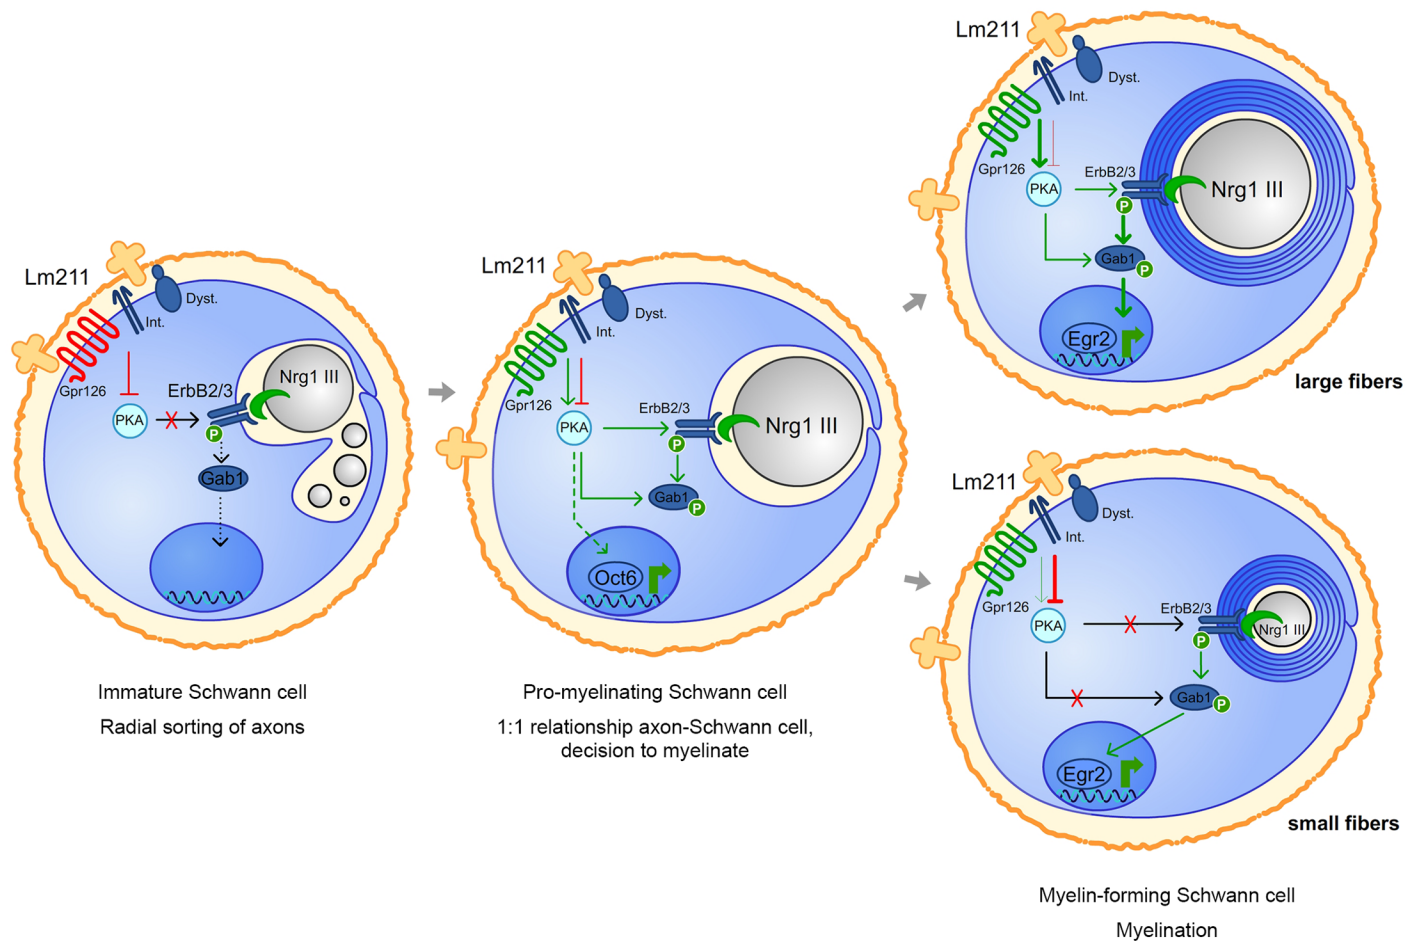 Lm211
Dyst.
Int.
Gpr126
ErbB2/3
Nrg1 III
PKA
P
Gab1
Immature Schwann cell
Radial sorting of axons
Lm211
Dyst.
Int.
Gpr126
ErbB2/3
Nrg1 III
PKA
P
Gab1
P
Oct6
Pro-myelinating Schwann cell
1:1 relationship axon-Schwann cell,
decision to myelinate
Lm211
Dyst.
Int.
Gpr126
ErbB2/3
PKA
Nrg1 III
P
Gab1
P
Egr2
large fibers
Lm211
Dyst.
Int.
Gpr126
ErbB2/3
PKA
Nrg1 III
P
Gab1
P
Egr2
small fibers
Myelin-forming Schwann cell
Myelination